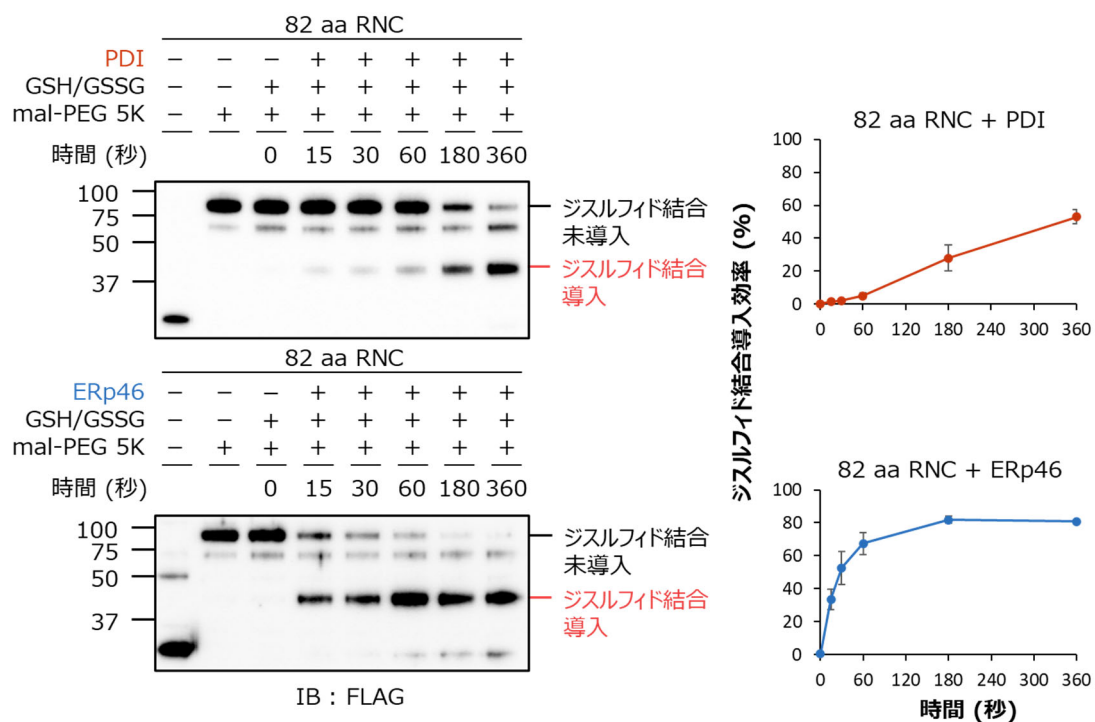 82 aa RNC
PDI − − − + + + + +
GSH/GSSG − − + + + + + +
mal-PEG 5K − + + + + + + +
時間 (秒) 0 15 30 60 180 360
100
75
50
37
ジスルフィド結合
未導入
ジスルフィド結合
導入
82 aa RNC
ERp46 − − − + + + + +
GSH/GSSG − − + + + + + +
mal-PEG 5K − + + + + + + +
時間 (秒) 0 15 30 60 180 360
100
75
50
37
ジスルフィド結合
未導入
ジスルフィド結合
導入
IB : FLAG
ジスルフィド結合導入効率 (%)
82 aa RNC + PDI
100
80
60
40
20
0
0 60 120 180 240 300 360
82 aa RNC + ERp46
100
80
60
40
20
0
0 60 120 180 240 300 360
時間 (秒)